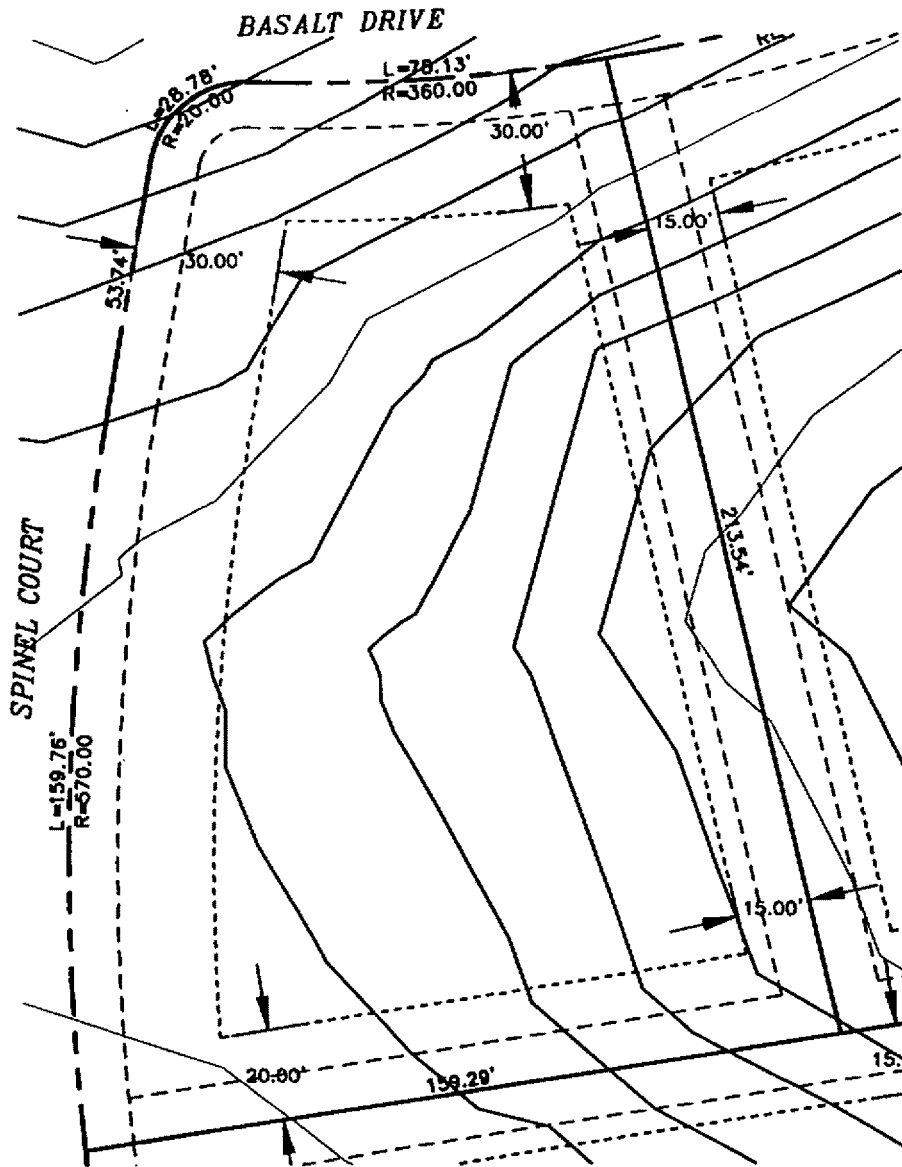 BASALT DRIVE
L=28.78'
R=20.00
L=78.13'
R=360.00
30.00'
15.00'
30.00'
53.74'
213.54'
SPINEL COURT
L=159.76'
R=570.00
15.00'
20.00'
159.29'
15.